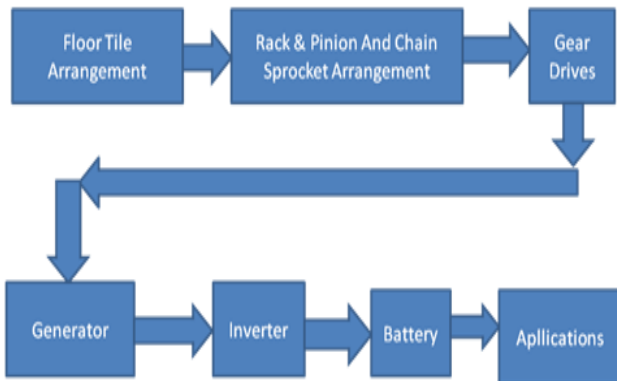 Floor Tile
Arrangement
Rack & Pinion And Chain
Sprocket Arrangement
Gear
Drives
Generator
Inverter
Battery
Apllications